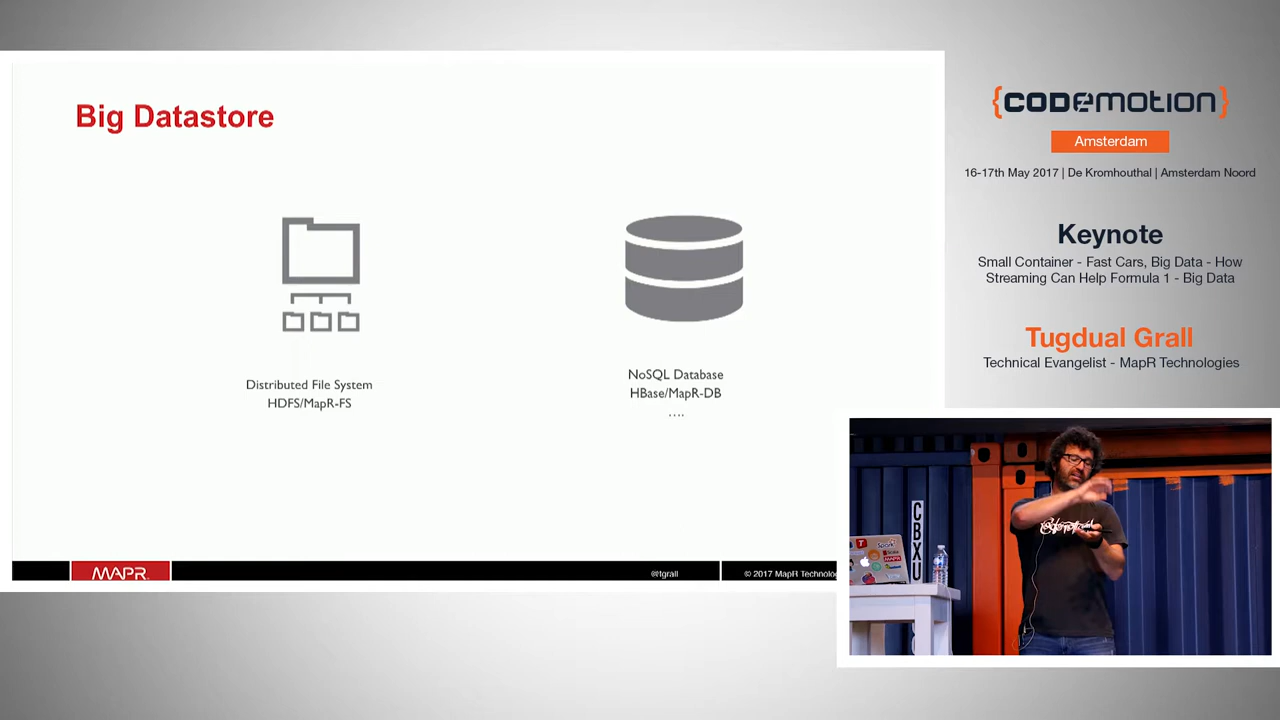 Big Datastore
Distributed File System
HDFS/MapR-FS
NoSQL Database
HBase/MapR-DB
....
MAPR
@tgrall
© 2017 MapR
{CODEMOTION}
Amsterdam
16-17th May 2017 | De Kromhouthal | Amsterdam Noord
Keynote
Small Container - Fast Cars, Big Data - How
Streaming Can Help Formula 1 - Big Data
Tugdual Grall
Technical Evangelist - MapR Technologies
CBXU
Spark